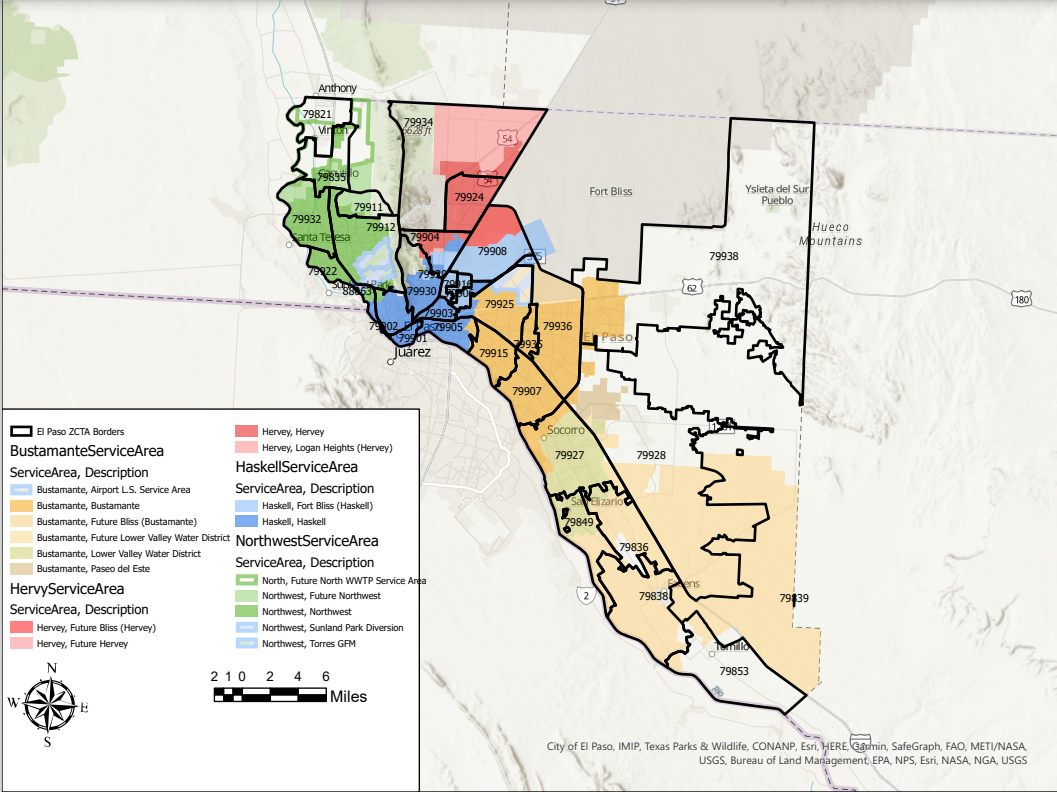 51
Anthony
79821
Vinton
79934
6628 ft
54
Canutillo
79835
54
79924
Fort Bliss
Ysleta del Sur
Pueblo
79911
79932
79912
Santa Teresa
79904
79908
Hueco
Mountains
375
79938
79922
79930
62
180
79925
79903
79902
79905
79901
79936
El Paso
Juárez
79915
79935
79907
Socorro
79927
79928
San Elizario
79849
79836
Fabens
2
79838
79839
Tornillo
79853
Rio
El Paso ZCTA Borders
BustamanteServiceArea
ServiceArea, Description
Bustamante, Airport L.S. Service Area
Bustamante, Bustamante
Bustamante, Future Bliss (Bustamante)
Bustamante, Future Lower Valley Water District
Bustamante, Lower Valley Water District
Bustamante, Paseo del Este
HervyServiceArea
ServiceArea, Description
Hervey, Future Bliss (Hervey)
Hervey, Future Hervey
Hervey, Hervey
Hervey, Logan Heights (Hervey)
HaskellServiceArea
ServiceArea, Description
Haskell, Fort Bliss (Haskell)
Haskell, Haskell
NorthwestServiceArea
ServiceArea, Description
North, Future North WWTP Service Area
Northwest, Future Northwest
Northwest, Northwest
Northwest, Sunland Park Diversion
Northwest, Torres GFM
N
W E
S
2 1 0 2 4 6
Miles
City of El Paso, IMIP, Texas Parks & Wildlife, CONANP, Esri, HERE, Garmin, SafeGraph, FAO, METI/NASA,
USGS, Bureau of Land Management, EPA, NPS, Esri, NASA, NGA, USGS